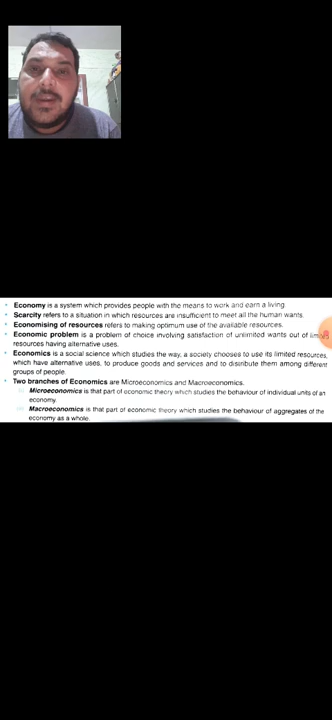 • Economy is a system which provides people with the means to work and earn a living.
• Scarcity refers to a situation in which resources are insufficient to meet all the human wants.
• Economising of resources refers to making optimum use of the available resources.
• Economic problem is a problem of choice involving satisfaction of unlimited wants out of limited
resources having alternative uses.
• Economics is a social science which studies the way, a society chooses to use its limited resources,
which have alternative uses, to produce goods and services and to distribute them among different
groups of people.
• Two branches of Economics are Microeconomics and Macroeconomics.
Microeconomics is that part of economic theory which studies the behaviour of individual units of an
economy.
Macroeconomics is that part of economic theory which studies the behaviour of aggregates of the
economy as a whole.